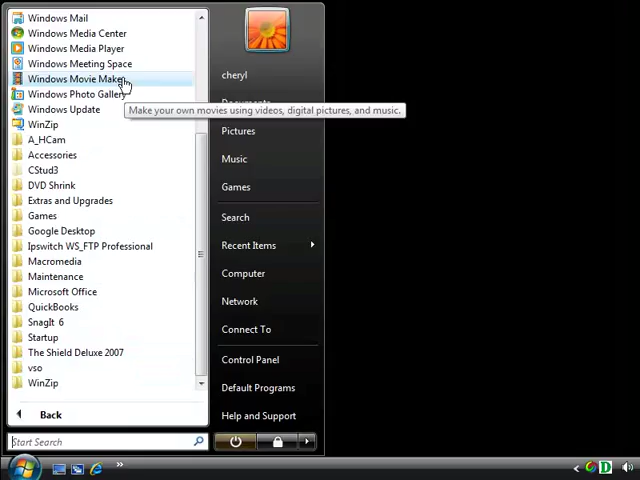 Windows Mail
Windows Media Center
Windows Media Player
Windows Meeting Space
Windows Movie Maker
Windows Photo Gallery
Windows Update
Make your own movies using videos, digital pictures, and music.
WinZip
A_HCam
Accessories
CStud3
DVD Shrink
Extras and Upgrades
Games
Google Desktop
Ipswitch WS_FTP Professional
Macromedia
Maintenance
Microsoft Office
QuickBooks
SnagIt 6
Startup
The Shield Deluxe 2007
vso
WinZip
Back
Start Search
cheryl
Documents
Pictures
Music
Games
Search
Recent Items
Computer
Network
Connect To
Control Panel
Default Programs
Help and Support